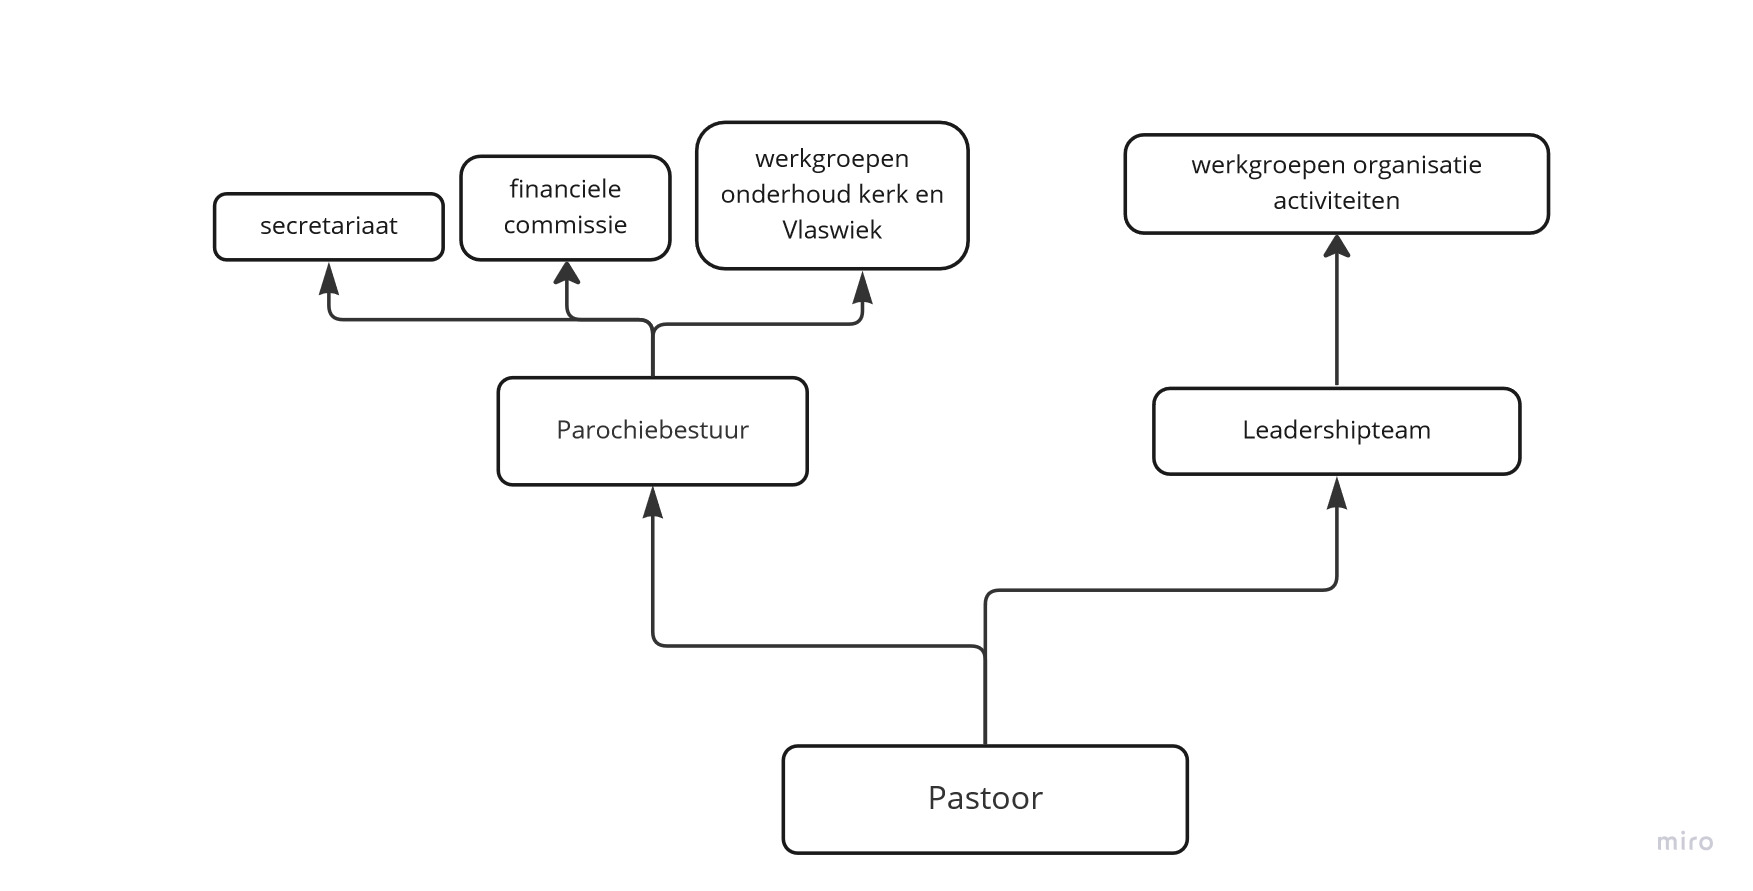 secretariaat
financiele
commissie
werkgroepen
onderhoud kerk en
Vlaswiek
werkgroepen organisatie
activiteiten
Parochiebestuur
Leadershipteam
Pastoor
miro